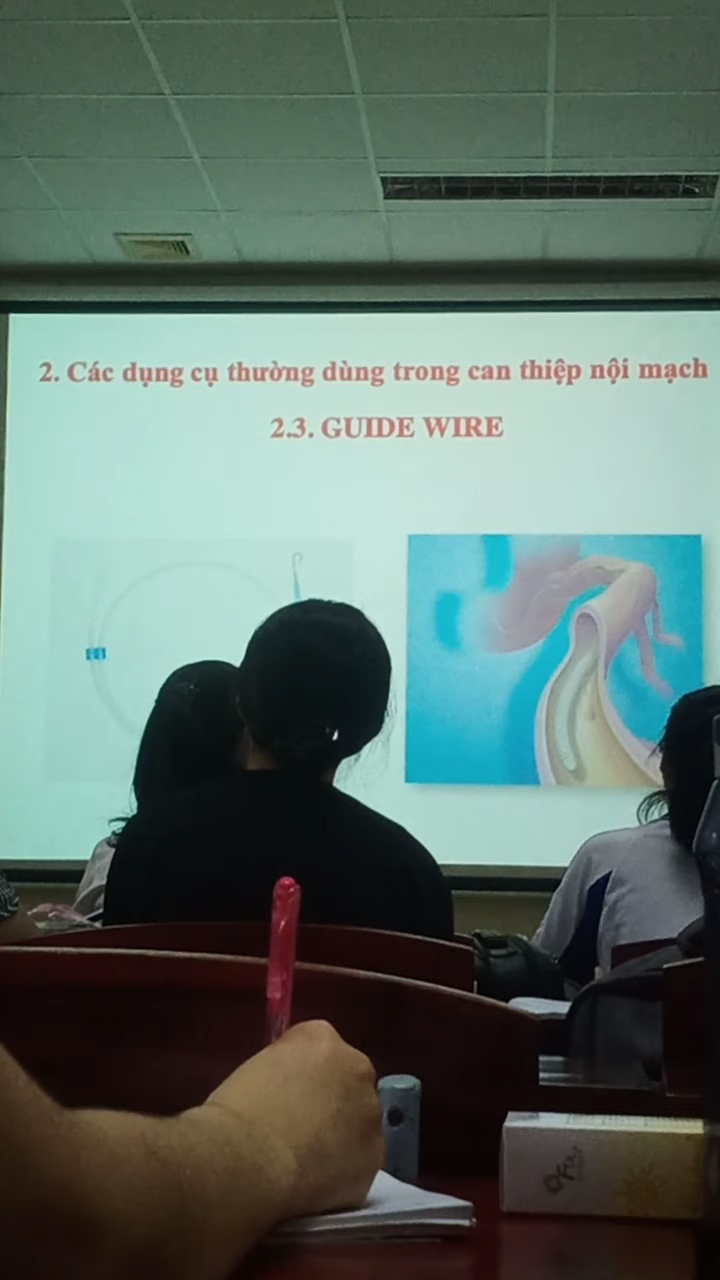 2. Các dụng cụ thường dùng trong can thiệp nội mạch
2.3. GUIDE WIRE